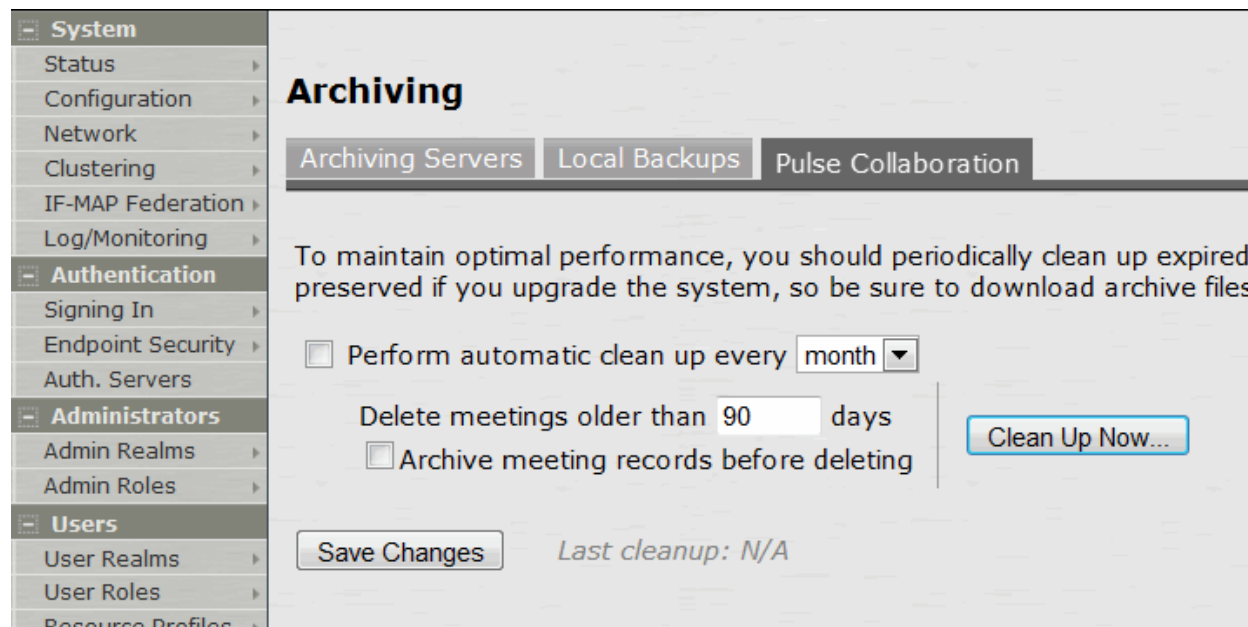 System
Status
Configuration
Network
Clustering
IF-MAP Federation
Log/Monitoring
Authentication
Signing In
Endpoint Security
Auth. Servers
Administrators
Admin Realms
Admin Roles
Users
User Realms
User Roles
Resource Profiles
Archiving
Archiving Servers Local Backups Pulse Collaboration
To maintain optimal performance, you should periodically clean up expired
preserved if you upgrade the system, so be sure to download archive files
Perform automatic clean up every month
Delete meetings older than 90 days
Archive meeting records before deleting
Clean Up Now...
Save Changes Last cleanup: N/A